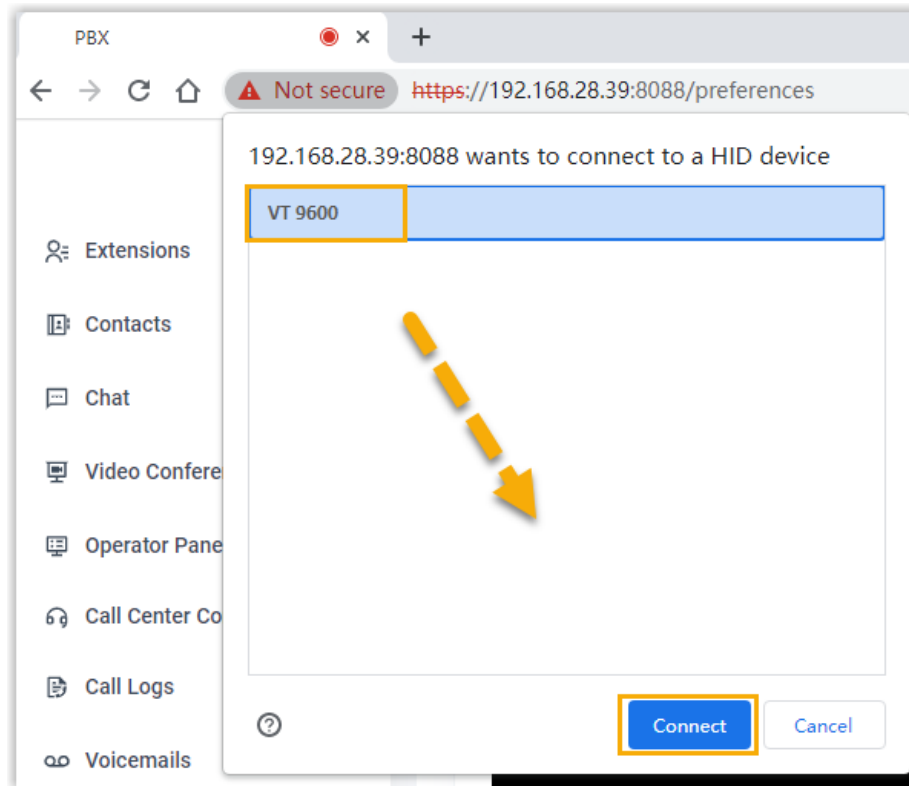 PBX
Not secure https://192.168.28.39:8088/preferences
192.168.28.39:8088 wants to connect to a HID device
VT 9600
Extensions
Contacts
Chat
Video Confere
Operator Pane
Call Center Co
Call Logs
Voicemails
Connect
Cancel